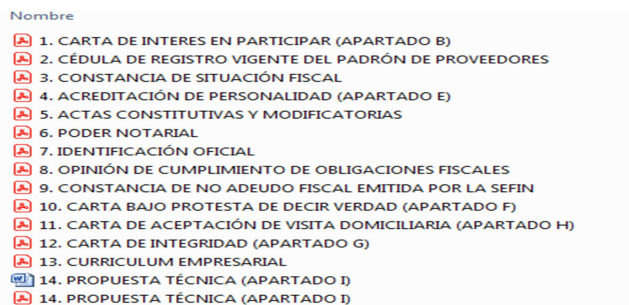 Nombre
1. CARTA DE INTERES EN PARTICIPAR (APARTADO B)
2. CÉDULA DE REGISTRO VIGENTE DEL PADRÓN DE PROVEEDORES
3. CONSTANCIA DE SITUACIÓN FISCAL
4. ACREDITACIÓN DE PERSONALIDAD (APARTADO E)
5. ACTAS CONSTITUTIVAS Y MODIFICATORIAS
6. PODER NOTARIAL
7. IDENTIFICACIÓN OFICIAL
8. OPINIÓN DE CUMPLIMIENTO DE OBLIGACIONES FISCALES
9. CONSTANCIA DE NO ADEUDO FISCAL EMITIDA POR LA SEFIN
10. CARTA BAJO PROTESTA DE DECIR VERDAD (APARTADO F)
11. CARTA DE ACEPTACIÓN DE VISITA DOMICILIARIA (APARTADO H)
12. CARTA DE INTEGRIDAD (APARTADO G)
13. CURRICULUM EMPRESARIAL
14. PROPUESTA TÉCNICA (APARTADO I)
14. PROPUESTA TÉCNICA (APARTADO I)